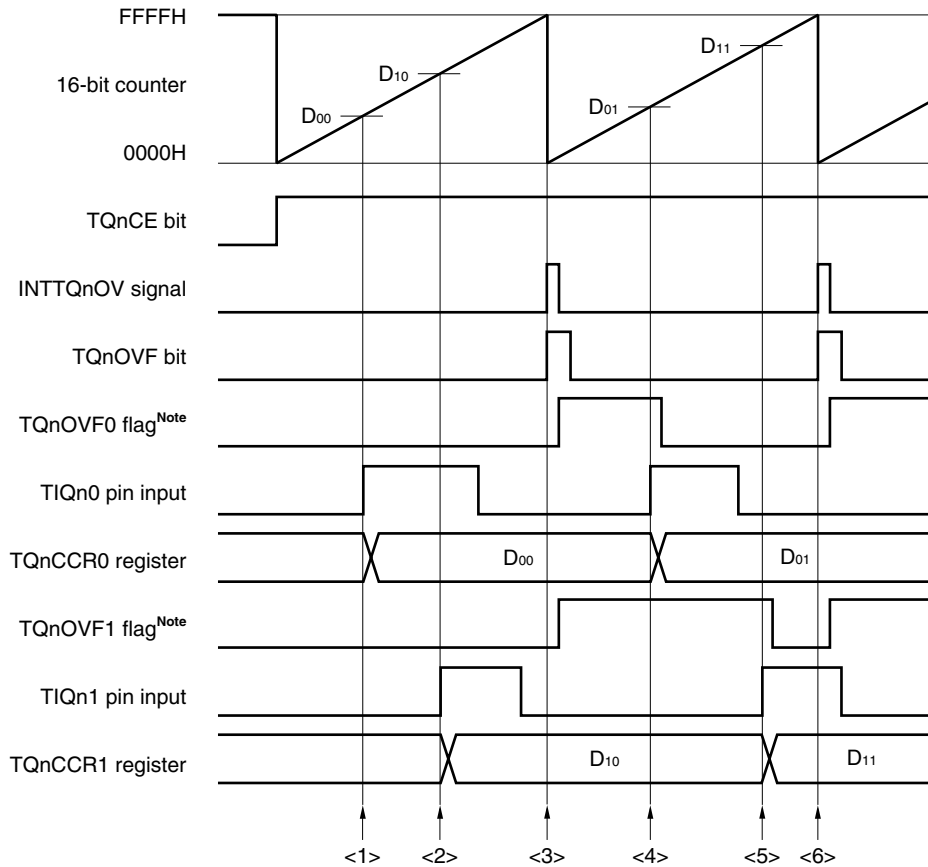 FFFFH
16-bit counter
0000H
D00
D10
D01
D11
TQnCE bit
INTTQnOV signal
TQnOVF bit
TQnOVF0 flagNote
TIQn0 pin input
TQnCCR0 register
D00
D01
TQnOVF1 flagNote
TIQn1 pin input
TQnCCR1 register
D10
D11
<1> <2> <3> <4> <5> <6>